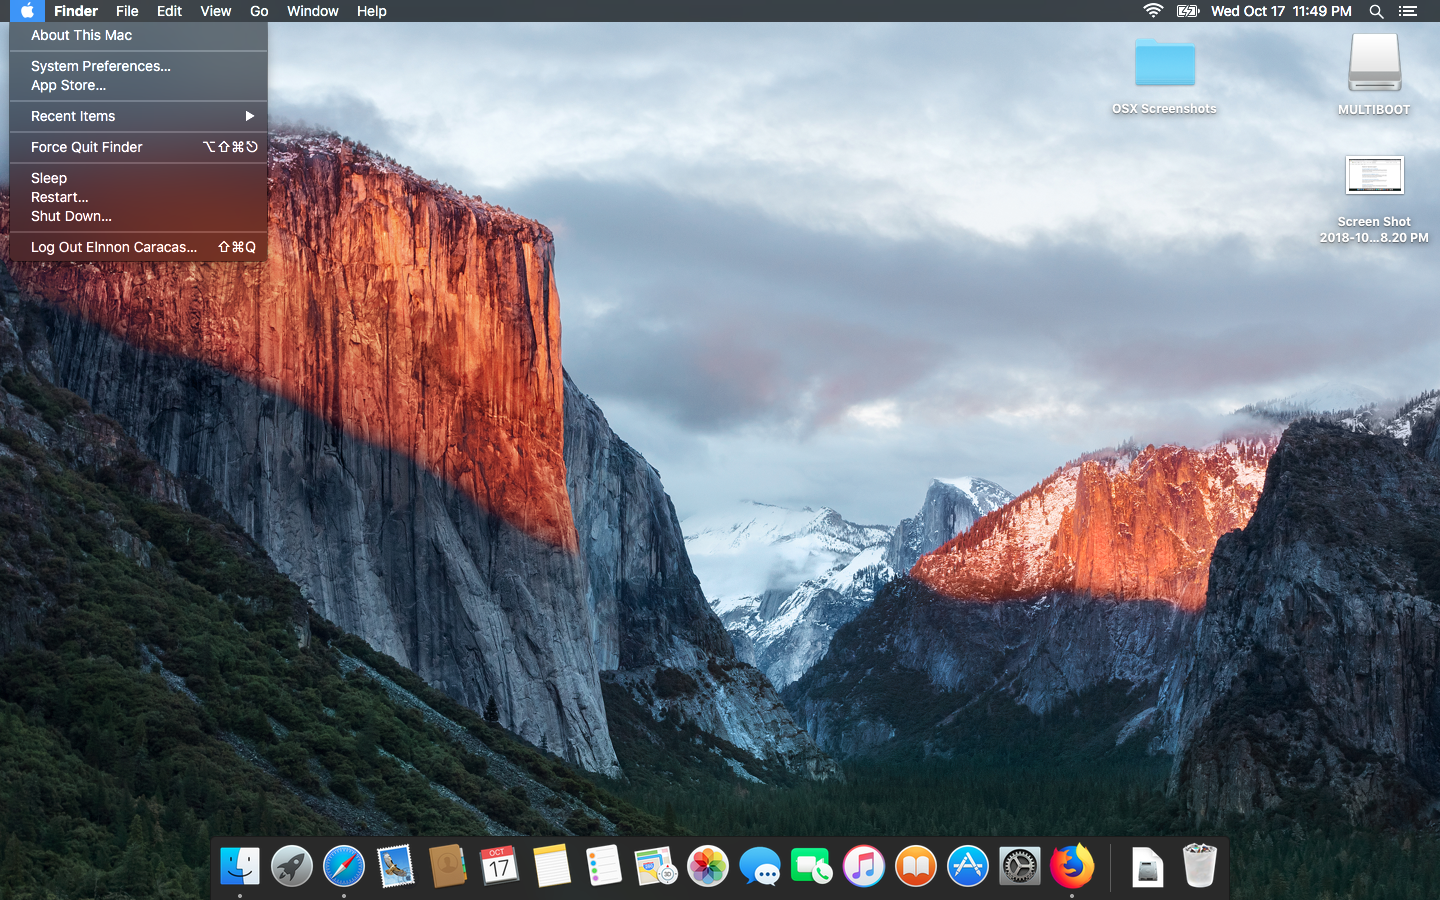 Finder File Edit View Go Window Help
Wed Oct 17 11:49 PM
About This Mac
System Preferences...
App Store...
Recent Items
Force Quit Finder ⌥⇧⌘⎋
Sleep
Restart...
Shut Down...
Log Out Elnnon Caracas... ⇧⌘Q
OSX Screenshots
MULTIBOOT
Screen Shot
2018-10...8.20 PM
OCT
17